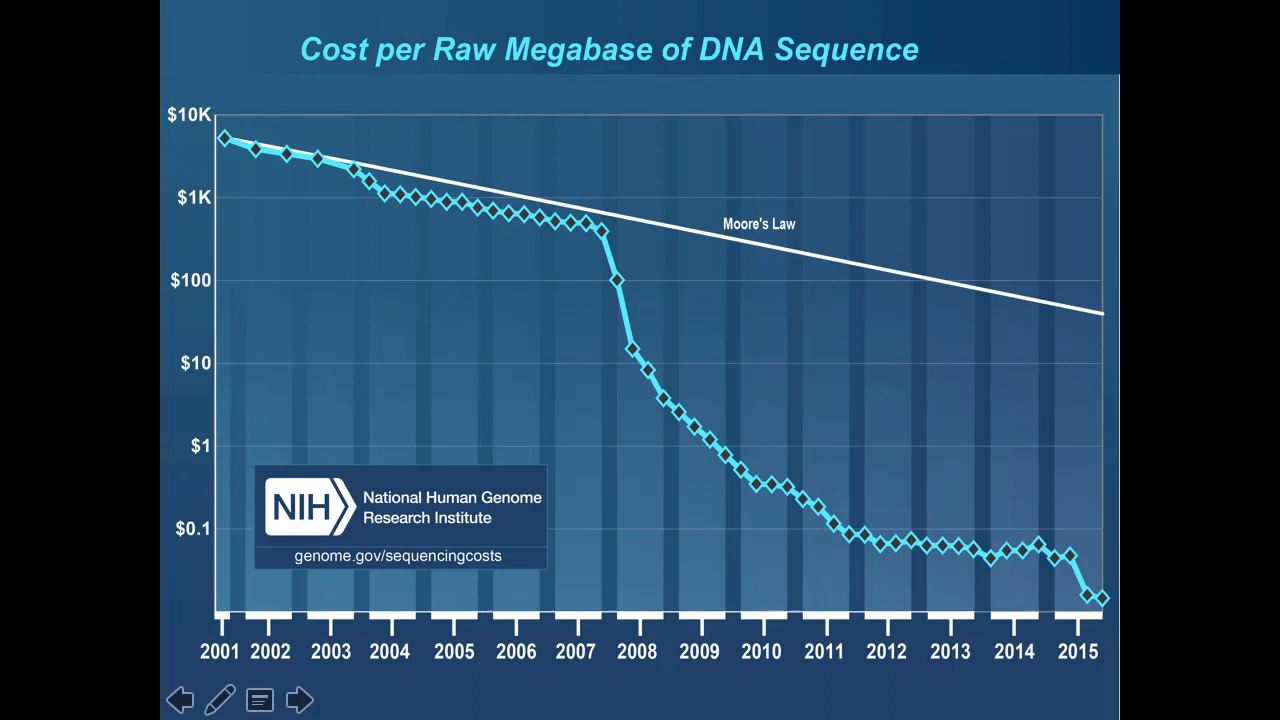 Cost per Raw Megabase of DNA Sequence
$10K
$1K
$100
$10
$1
$0.1
Moore's Law
NIH
National Human Genome
Research Institute
genome.gov/sequencingcosts
2001 2002 2003 2004 2005 2006 2007 2008 2009 2010 2011 2012 2013 2014 2015